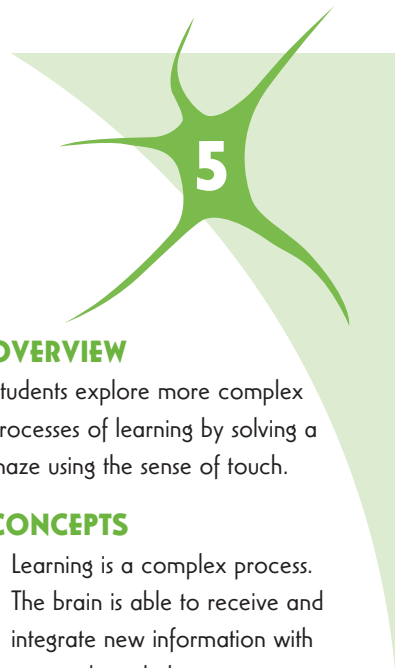 5
OVERVIEW
tudents explore more complex
rocesses of learning by solving a
aze using the sense of touch.
CONCEPTS
Learning is a complex process.
The brain is able to receive and
integrate new information with